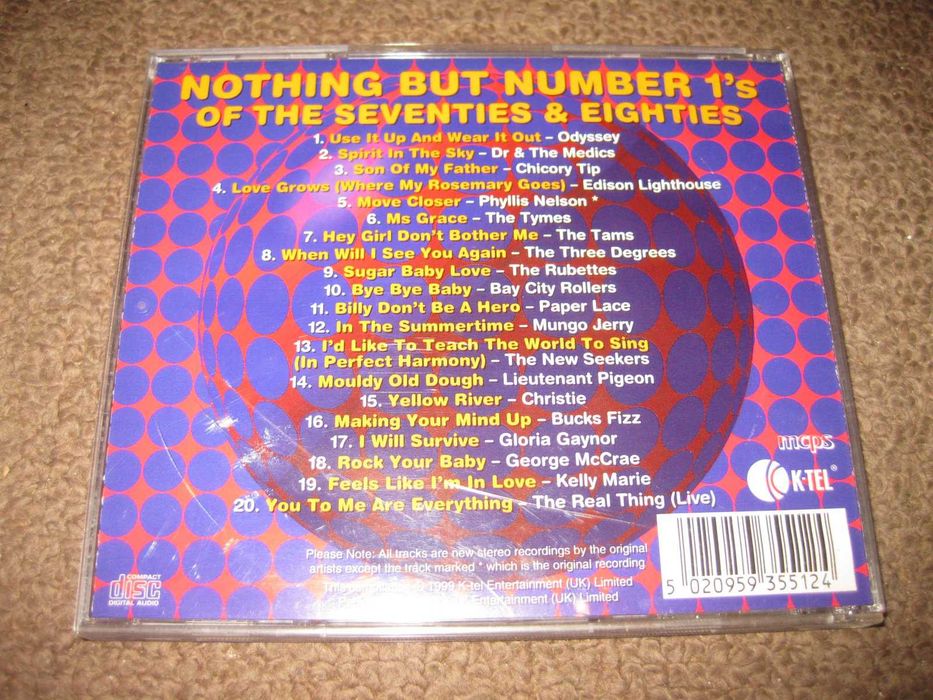 NOTHING BUT NUMBER 1's
OF THE SEVENTIES & EIGHTIES
1. Use It Up And Wear It Out – Odyssey
2. Spirit In The Sky – Dr & The Medics
3. Son Of My Father – Chicory Tip
4. Love Grows (Where My Rosemary Goes) – Edison Lighthouse
5. Move Closer – Phyllis Nelson *
6. Ms Grace – The Tymes
7. Hey Girl Don't Bother Me – The Tams
8. When Will I See You Again – The Three Degrees
9. Sugar Baby Love – The Rubettes
10. Bye Bye Baby – Bay City Rollers
11. Billy Don't Be A Hero – Paper Lace
12. In The Summertime – Mungo Jerry
13. I'd Like To Teach The World To Sing
(In Perfect Harmony) – The New Seekers
14. Mouldy Old Dough – Lieutenant Pigeon
15. Yellow River – Christie
16. Making Your Mind Up – Bucks Fizz
17. I Will Survive – Gloria Gaynor
18. Rock Your Baby – George McCrae
19. Feels Like I'm In Love – Kelly Marie
20. You To Me Are Everything – The Real Thing (Live)
mcps
K-TEL®
Please Note: All tracks are new stereo recordings by the original
artists except the track marked * which is the original recording
This © 1999 K-tel Entertainment (UK) Limited
Entertainment (UK) Limited
COMPACT
disc
DIGITAL AUDIO
5 020959 355124